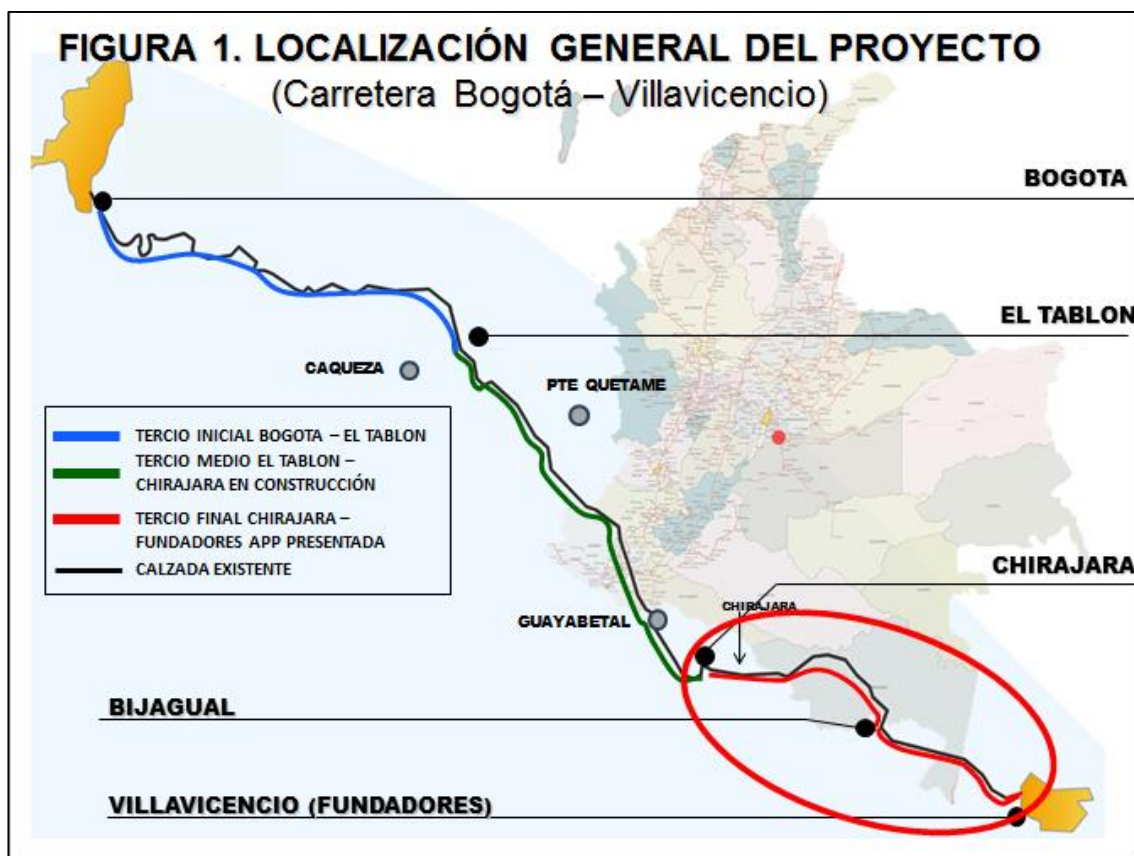 FIGURA 1. LOCALIZACIÓN GENERAL DEL PROYECTO
(Carretera Bogotá – Villavicencio)
BOGOTA
EL TABLON
CAQUEZA
PTE QUETAME
TERCIO INICIAL BOGOTA – EL TABLON
TERCIO MEDIO EL TABLON –
CHIRAJARA EN CONSTRUCCIÓN
TERCIO FINAL CHIRAJARA –
FUNDADORES APP PRESENTADA
CALZADA EXISTENTE
CHIRAJARA
CHIRAJARA
GUAYABETAL
BIJAGUAL
VILLAVICENCIO (FUNDADORES)